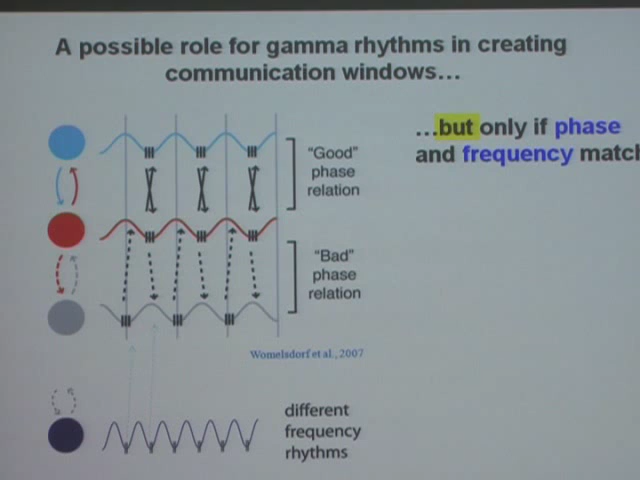 A possible role for gamma rhythms in creating
communication windows...
...but only if phase
and frequency match
"Good"
phase
relation
"Bad"
phase
relation
Womelsdorf et al., 2007
different
frequency
rhythms